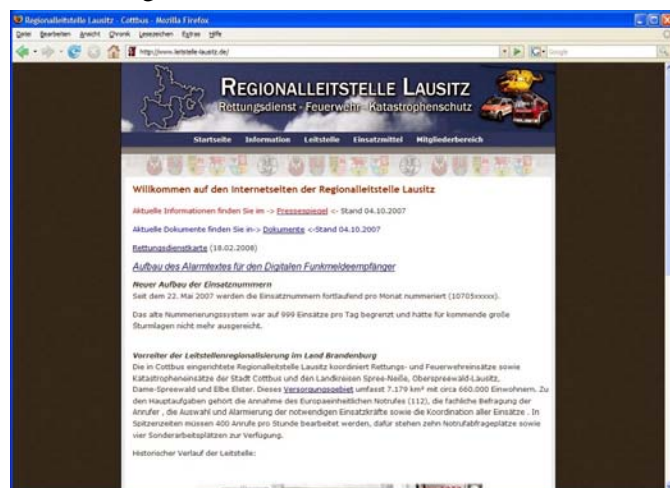 Regionalleitstelle Lausitz - Cottbus - Mozilla Firefox
Datei Bearbeiten Ansicht Chronik Lesezeichen Extras Hilfe
http://www.leitstelle-lausitz.de/
Google
REGIONALLEITSTELLE LAUSITZ
Rettungsdienst - Feuerwehr - Katastrophenschutz
Startseite Information Leitstelle Einsatzmittel Mitgliederbereich
Willkommen auf den Internetseiten der Regionalleitstelle Lausitz
Aktuelle Informationen finden Sie im -> Pressespiegel <- Stand 04.10.2007
Aktuelle Dokumente finden Sie in-> Dokumente <-Stand 04.10.2007
Rettungsdienstkarte (18.02.2008)
Aufbau des Alarmtextes für den Digitalen Funkmeldeempfänger
Neuer Aufbau der Einsatznummern
Seit dem 22. Mai 2007 werden die Einsatznummern fortlaufend pro Monat nummeriert (10705xxxxx).
Das alte Nummerierungssystem war auf 999 Einsätze pro Tag begrenzt und hätte für kommende große
Sturmlagen nicht mehr ausgereicht.
Vorreiter der Leitstellenregionalisierung im Land Brandenburg
Die in Cottbus eingerichtete Regionalleitstelle Lausitz koordiniert Rettungs- und Feuerwehreinsätze sowie
Katastropheneinsätze der Stadt Cottbus und den Landkreisen Spree-Neiße, Oberspreewald-Lausitz,
Dame-Spreewald und Elbe Elster. Dieses Versorgungsgebiet umfasst 7.179 km² mit circa 660.000 Einwohnern. Zu
den Hauptaufgaben gehört die Annahme des Europaeinheitlichen Notrufes (112), die fachliche Befragung der
Anrufer , die Auswahl und Alarmierung der notwendigen Einsatzkräfte sowie die Koordination aller Einsätze . In
Spitzenzeiten müssen 400 Anrufe pro Stunde bearbeitet werden, dafür stehen zehn Notrufabfrageplätze sowie
vier Sonderarbeitsplätzen zur Verfügung.
Historischer Verlauf der Leitstelle: